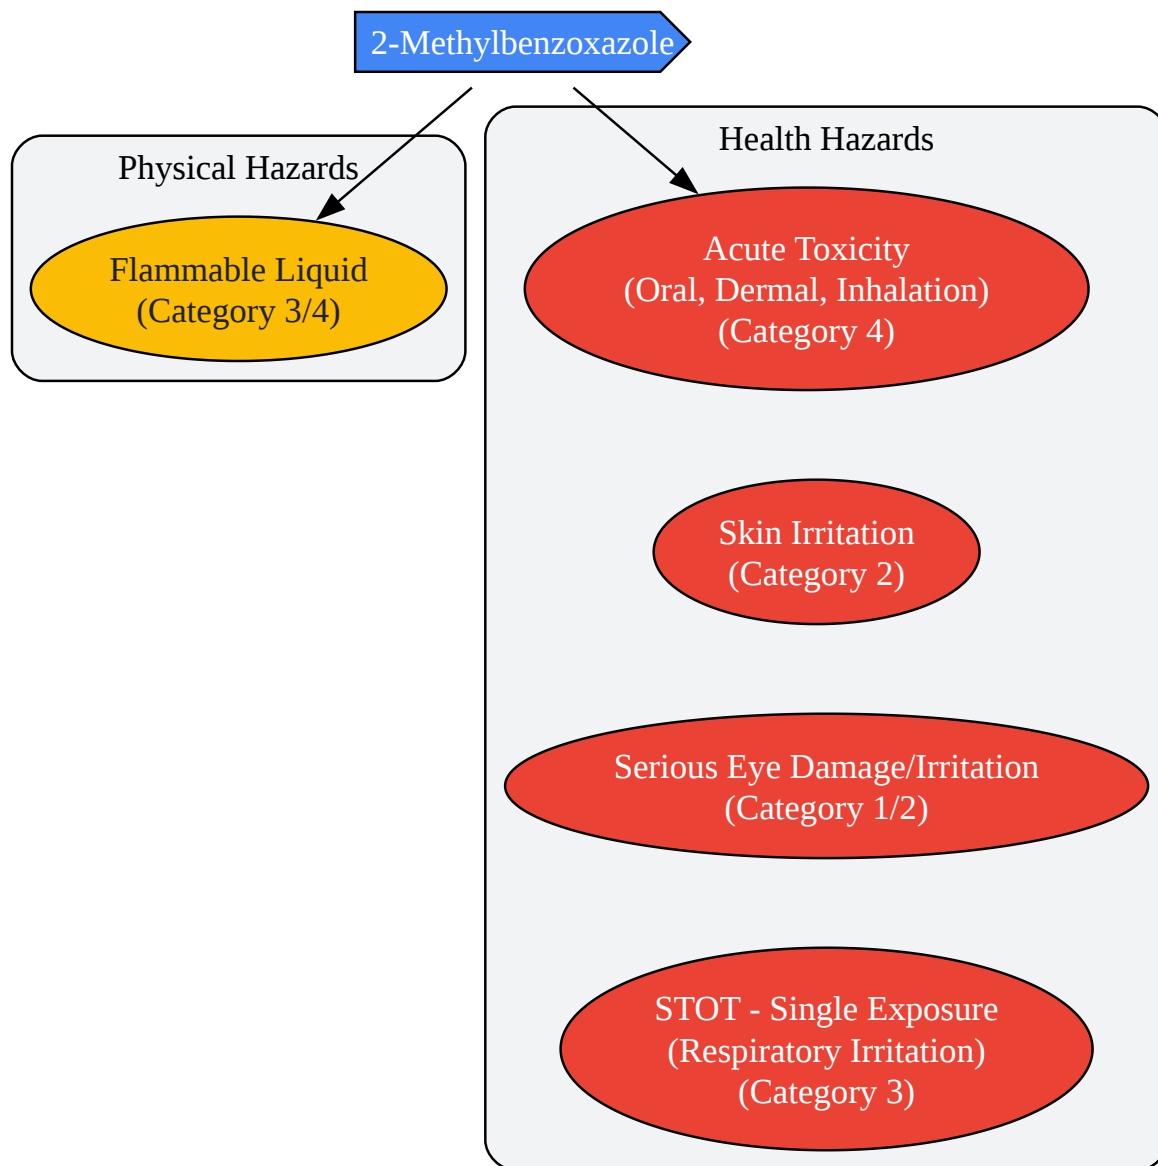 2-Methylbenzoxazole
Physical Hazards
Flammable Liquid
(Category 3/4)
Health Hazards
Acute Toxicity
(Oral, Dermal, Inhalation)
(Category 4)
Skin Irritation
(Category 2)
Serious Eye Damage/Irritation
(Category 1/2)
STOT - Single Exposure
(Respiratory Irritation)
(Category 3)